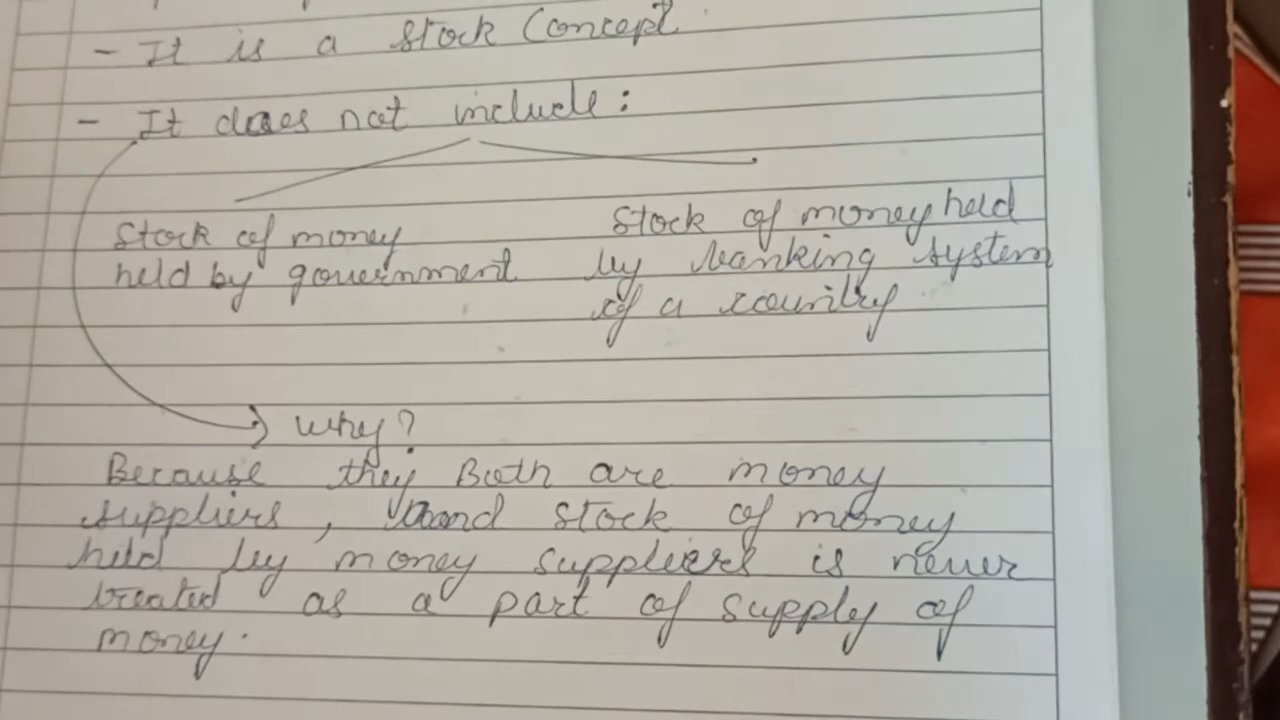 - It is a stock Concept.
- It does not include:
Stock of money
held by government
Stock of money held
by banking system
of a country
Why?
Because they Both are money
suppliers, and stock of money
held by money suppliers is never
treated as a part of supply of
money.